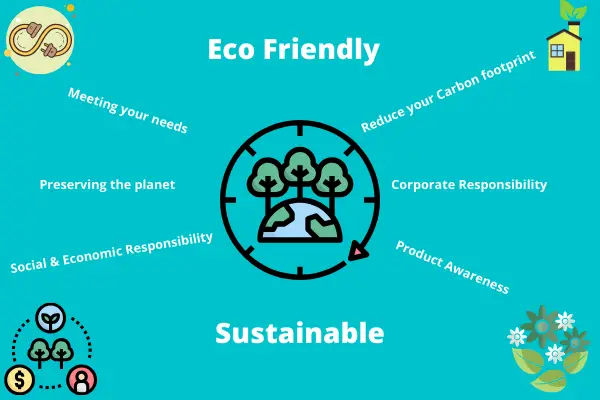 Eco Friendly
Meeting your needs
Reduce your Carbon footprint
Preserving the planet
Corporate Responsibility
Social & Economic Responsibility
Product Awareness
Sustainable
$